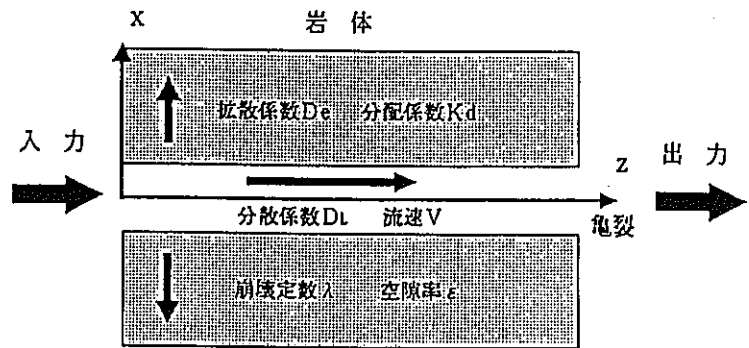 X
岩 体
拡散係数De 分配係数Kd
入 力
Z
出 力
分散係数DL 流速V
亀裂
崩壊定数λ 空隙率ε